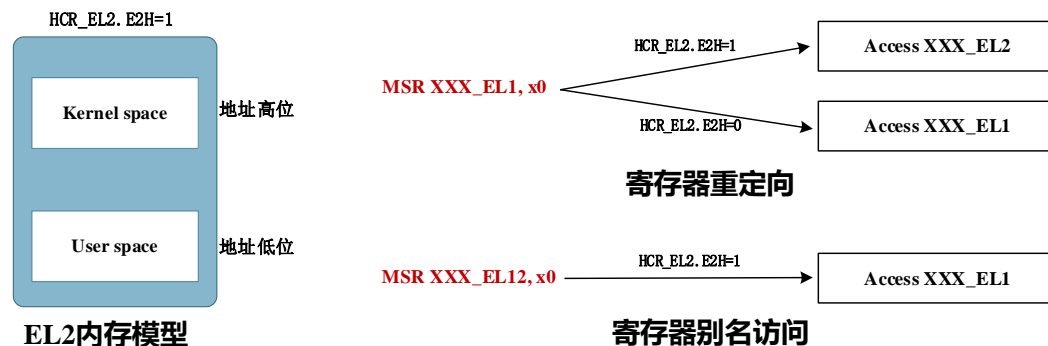 HCR_EL2.E2H=1
Kernel space
地址高位
User space
地址低位
EL2内存模型
MSR XXX_EL1, x0
HCR_EL2.E2H=1
Access XXX_EL2
HCR_EL2.E2H=0
Access XXX_EL1
寄存器重定向
MSR XXX_EL12, x0
HCR_EL2.E2H=1
Access XXX_EL1
寄存器别名访问